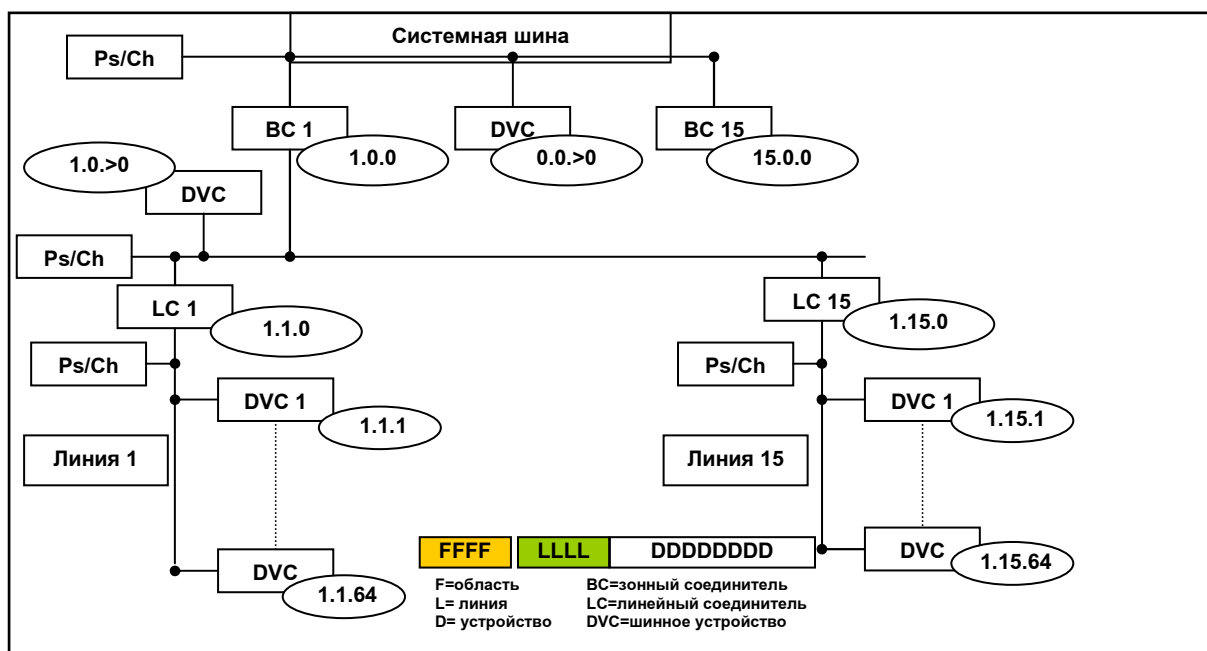 Системная шина
Ps/Ch
BC 1
DVC
BC 15
1.0.0
0.0.>0
15.0.0
1.0.>0
DVC
Ps/Ch
LC 1
LC 15
1.1.0
1.15.0
Ps/Ch
Ps/Ch
DVC 1
DVC 1
1.1.1
1.15.1
Линия 1
Линия 15
FFFF LLLL DDDDDDDD
DVC
DVC
1.1.64
1.15.64
F=область
L= линия
D= устройство
BC=зонный соединитель
LC=линейный соединитель
DVC=шинное устройство